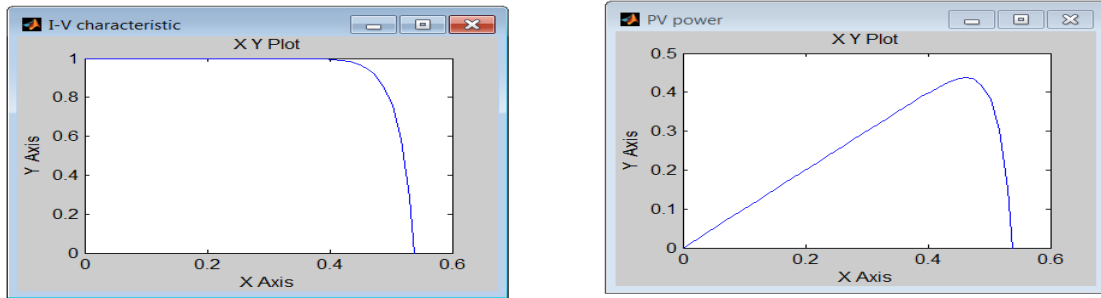 I-V characteristic
X Y Plot
1
0.8
0.6
0.4
0.2
0
Y Axis
0 0.2 0.4 0.6
X Axis
PV power
X Y Plot
0.5
0.4
0.3
0.2
0.1
0
Y Axis
0 0.2 0.4 0.6
X Axis